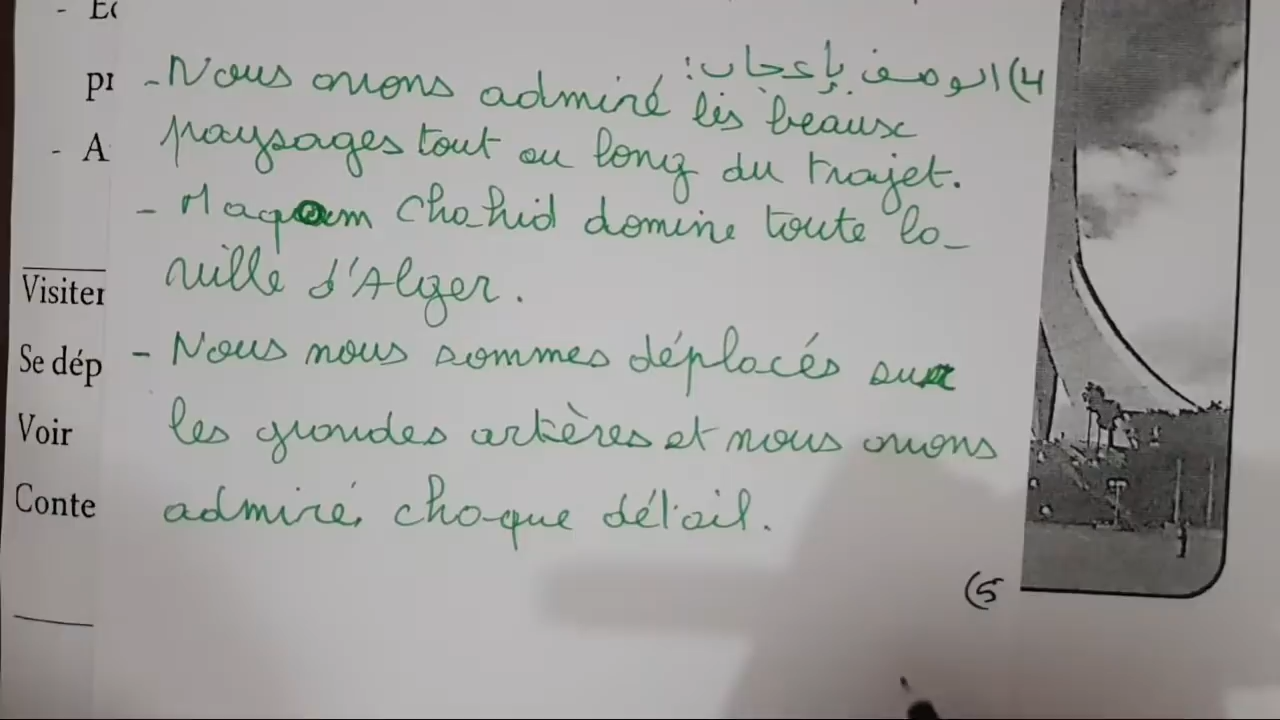 - Ec
pr
- A
Visiter
Se dép
Voir
Conte
4) الوصف بإعجاب:
- Nous avons admiré les beaux
paysages tout au long du trajet.
- Maqam chahid domine toute la
ville d'Alger.
- Nous nous sommes déplacés sur
les grandes artères et nous avons
admiré chaque détail.
5)